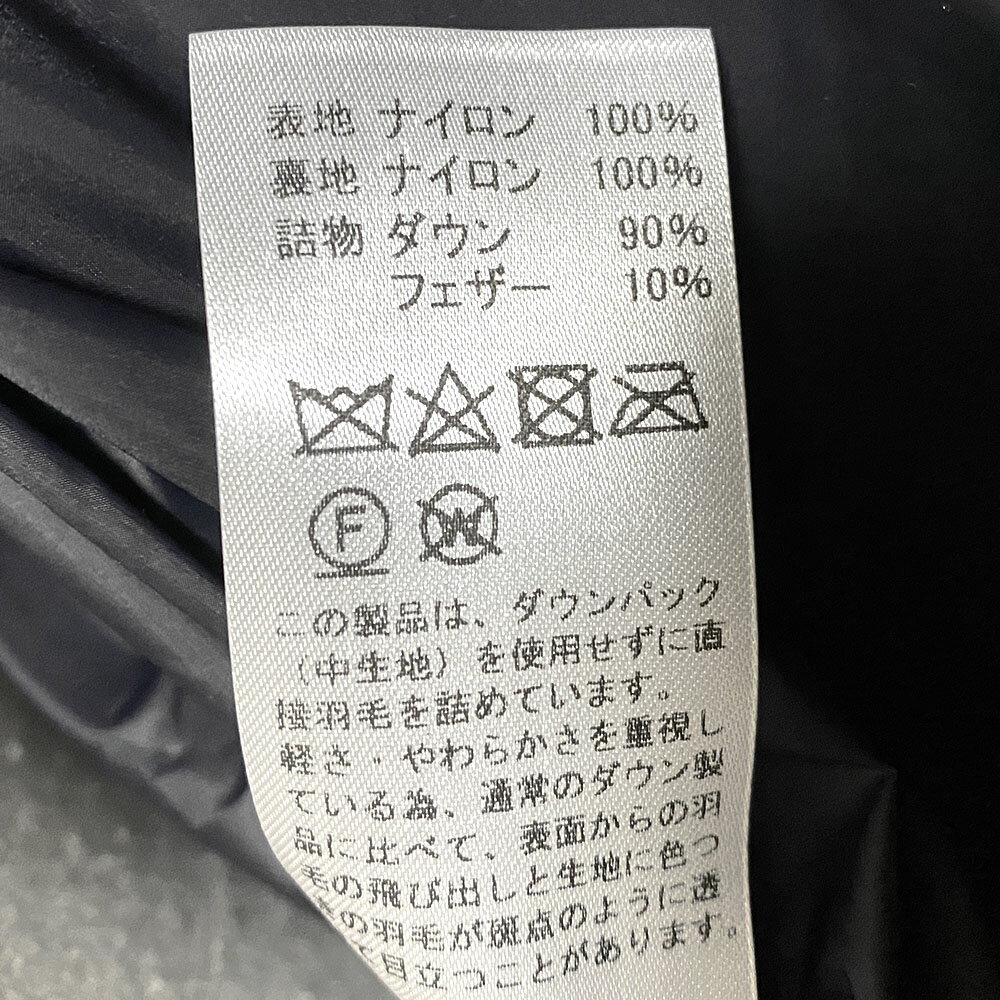 表地 ナイロン 100%
裏地 ナイロン 100%
詰物 ダウン 90%
フェザー 10%
F W
この製品は、ダウンパック
(中生地)を使用せずに直
接羽毛を詰めています。
軽さ・やわらかさを重視し
ている為、通常のダウン製
品に比べて、表面からの羽
毛の飛び出しと生地に色つ
きの羽毛が斑点のように透
目立つことがあります。